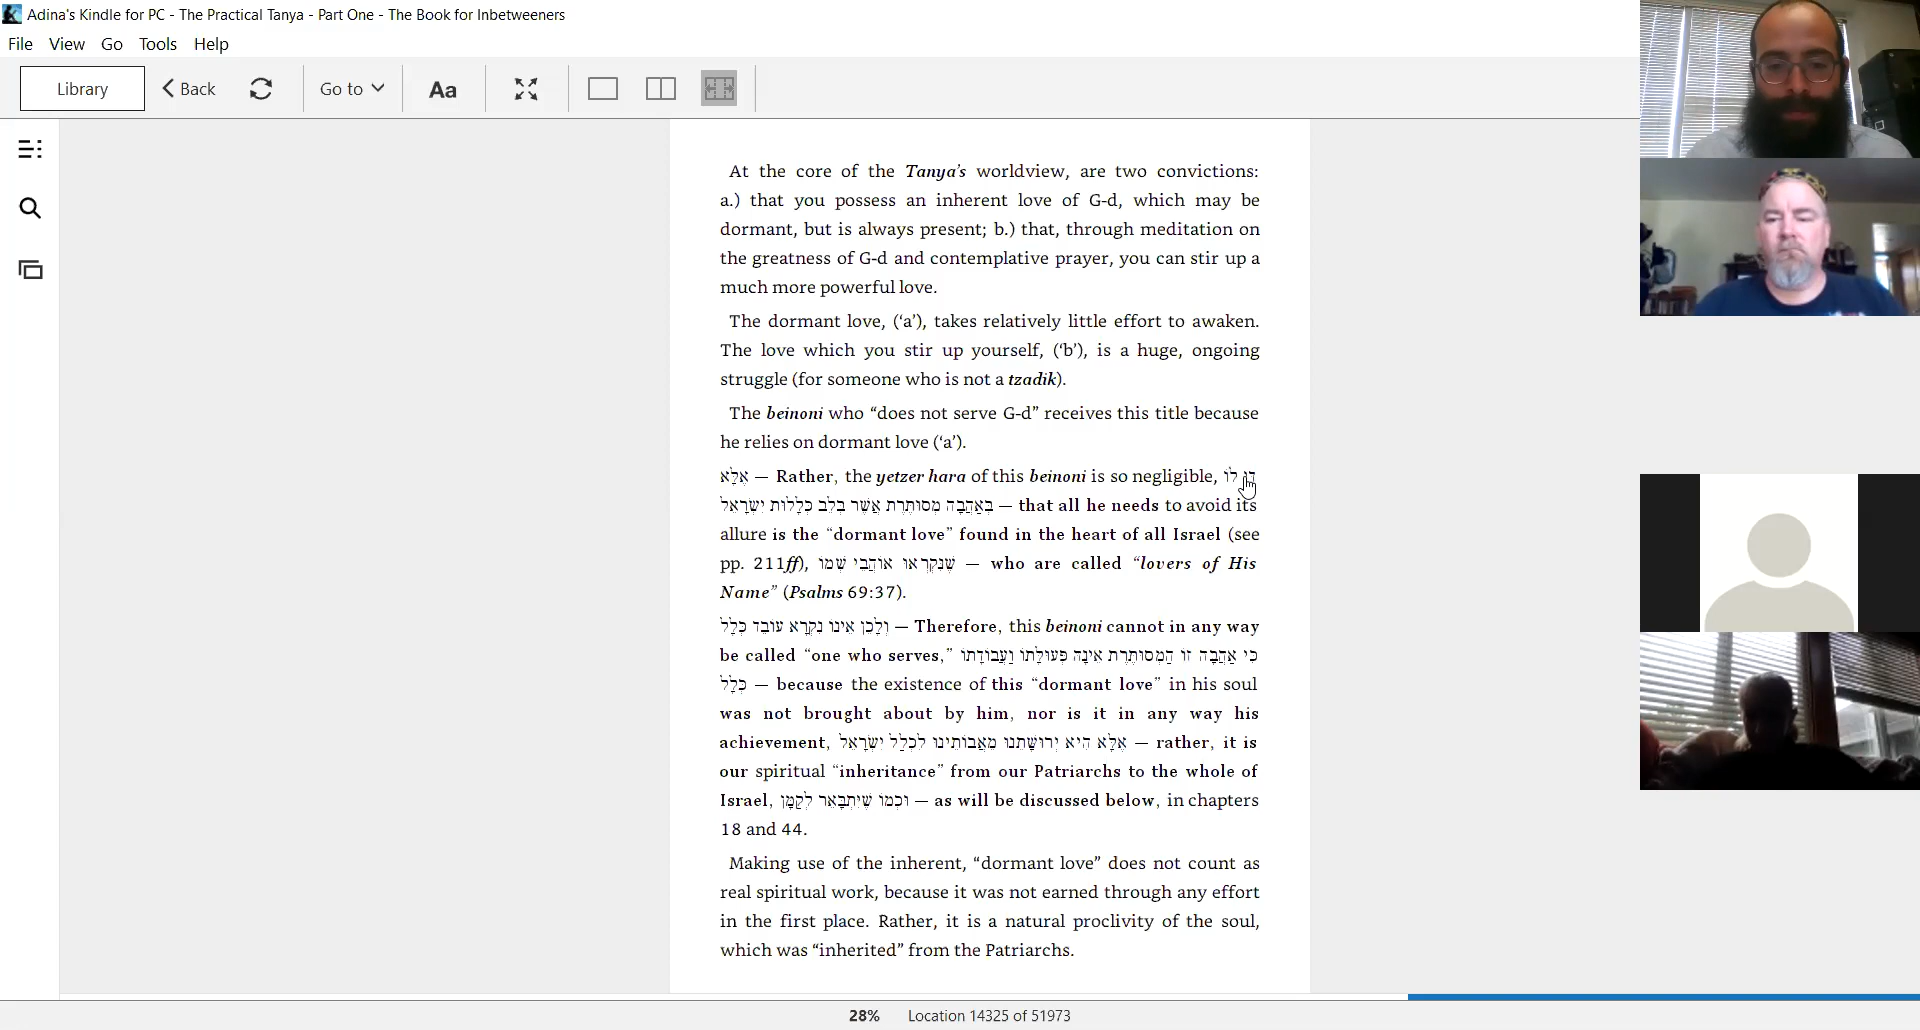 Adina's Kindle for PC - The Practical Tanya - Part One - The Book for Inbetweeners
File View Go Tools Help
Library Back Go to Aa
At the core of the Tanya's worldview, are two convictions:
a.) that you possess an inherent love of G-d, which may be
dormant, but is always present; b.) that, through meditation on
the greatness of G-d and contemplative prayer, you can stir up a
much more powerful love.
The dormant love, (‘a’), takes relatively little effort to awaken.
The love which you stir up yourself, (‘b’), is a huge, ongoing
struggle (for someone who is not a tzadik).
The beinoni who “does not serve G-d” receives this title because
he relies on dormant love (‘a’).
אֶלָּא — Rather, the yetzer hara of this beinoni is so negligible, דַּי לוֹ
בְּאַהֲבָה מְסוּתֶּרֶת אֲשֶׁר בְּלֵב כְּלָלוּת יִשְׂרָאֵל — that all he needs to avoid its
allure is the “dormant love” found in the heart of all Israel (see
pp. 211ff), שֶׁנִּקְרְאוּ אוֹהֲבֵי שְׁמוֹ — who are called “lovers of His
Name” (Psalms 69:37).
וְלָכֵן אֵינוֹ נִקְרָא עוֹבֵד כְּלָל — Therefore, this beinoni cannot in any way
be called “one who serves,” כִּי אַהֲבָה זוֹ הַמְסוּתֶּרֶת אֵינָהּ פְּעוּלָּתוֹ וַעֲבוֹדָתוֹ
כְּלָל — because the existence of this “dormant love” in his soul
was not brought about by him, nor is it in any way his
achievement, אֶלָּא הִיא יְרוּשָּׁתֵנוּ מֵאֲבוֹתֵינוּ לִכְלַל יִשְׂרָאֵל — rather, it is
our spiritual “inheritance” from our Patriarchs to the whole of
Israel, וּכְמוֹ שֶׁיִּתְבָּאֵר לְקַמָּן — as will be discussed below, in chapters
18 and 44.
Making use of the inherent, “dormant love” does not count as
real spiritual work, because it was not earned through any effort
in the first place. Rather, it is a natural proclivity of the soul,
which was “inherited” from the Patriarchs.
28% Location 14325 of 51973